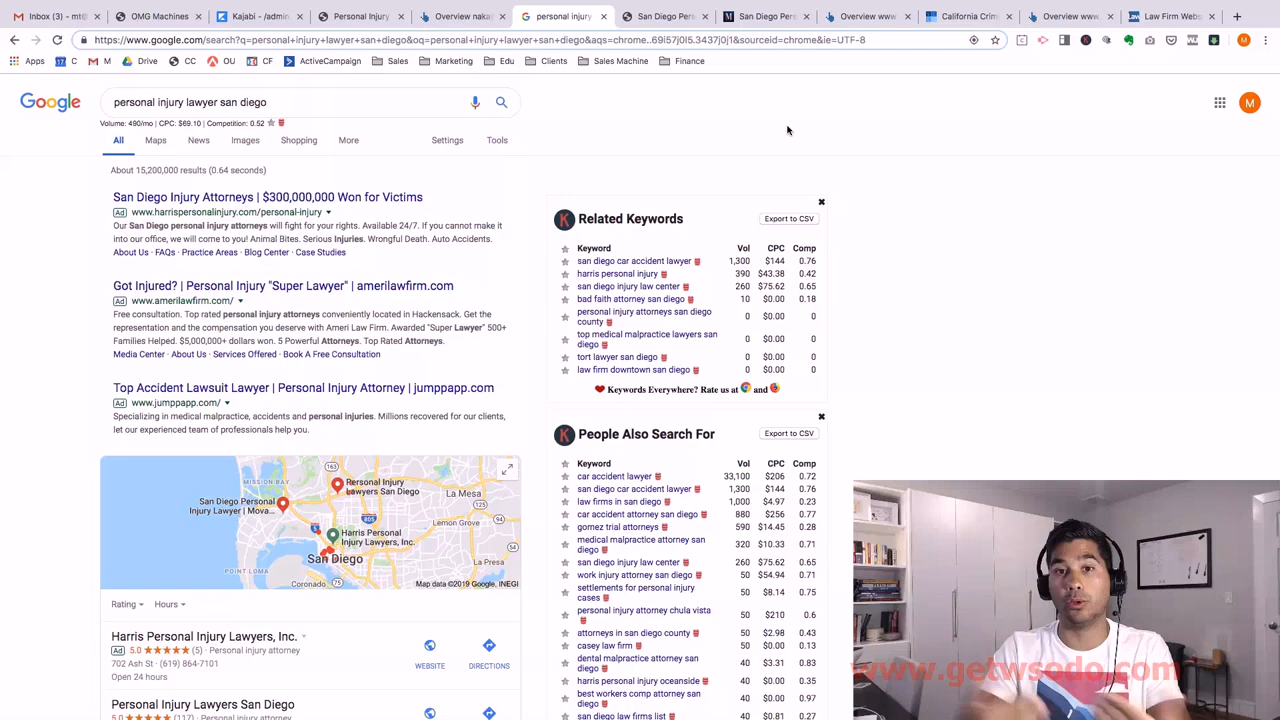 Inbox (3) - mt@
OMG Machines
Kajabi - /admin
Personal Injury
Overview naka
personal injury
San Diego Pers
San Diego Pers
Overview www
California Crim
Overview www.
Law Firm Webs
https://www.google.com/search?q=personal+injury+lawyer+san+diego&oq=personal+injury+lawyer+san+diego&aqs=chrome..69i57j0l5.3437j0j1&sourceid=chrome&ie=UTF-8
Apps
C
M
Drive
CC
OU
CF
ActiveCampaign
Sales
Marketing
Edu
Clients
Sales Machine
Finance
Google
personal injury lawyer san diego
M
Volume: 490/mo | CPC: $69.10 | Competition: 0.52
All Maps News Images Shopping More Settings Tools
About 15,200,000 results (0.64 seconds)
San Diego Injury Attorneys | $300,000,000 Won for Victims
Ad www.harrispersonalinjury.com/personal-injury
Our San Diego personal injury attorneys will fight for your rights. Available 24/7. If you cannot make it
into our office, we will come to you! Animal Bites. Serious Injuries. Wrongful Death. Auto Accidents.
About Us · FAQs · Practice Areas · Blog Center · Case Studies
Got Injured? | Personal Injury "Super Lawyer" | amerilawfirm.com
Ad www.amerilawfirm.com/
Free consultation. Top rated personal injury attorneys conveniently located in Hackensack. Get the
representation and the compensation you deserve with Ameri Law Firm. Awarded "Super Lawyer" 500+
Families Helped. $5,000,000+ dollars won. 5 Powerful Attorneys. Top Rated Attorneys.
Media Center · About Us · Services Offered · Book A Free Consultation
Top Accident Lawsuit Lawyer | Personal Injury Attorney | jumppapp.com
Ad www.jumppapp.com/
Specializing in medical malpractice, accidents and personal injuries. Millions recovered for our clients,
let our experienced team of professionals help you.
163
MISSION BAY
Personal Injury
Lawyers San Diego
La Mesa
San Diego Personal
Injury Lawyer | Mova...
805
Lemon Grove
Harris Personal
Injury Lawyers, Inc.
54
San Diego
POINT LOMA
La Presa
Coronado
75
Map data ©2019 Google, INEGI
Rating Hours
Harris Personal Injury Lawyers, Inc.
Ad 5.0 ★★★★★ (5) · Personal injury attorney
702 Ash St · (619) 864-7101
Open 24 hours
WEBSITE
DIRECTIONS
Personal Injury Lawyers San Diego
5.0 ★★★★★ (117) · Personal injury attorney
K Related Keywords
Export to CSV
Keyword Vol CPC Comp
san diego car accident lawyer 1,300 $144 0.76
harris personal injury 390 $43.38 0.42
san diego injury law center 260 $75.62 0.65
bad faith attorney san diego 10 $0.00 0.18
personal injury attorneys san diego
county 0 $0.00 0
top medical malpractice lawyers san
diego 0 $0.00 0
tort lawyer san diego 0 $0.00 0
law firm downtown san diego 0 $0.00 0
Keywords Everywhere? Rate us at and
K People Also Search For
Export to CSV
Keyword Vol CPC Comp
car accident lawyer 33,100 $206 0.72
san diego car accident lawyer 1,300 $144 0.76
law firms in san diego 1,000 $4.97 0.23
car accident attorney san diego 880 $256 0.77
gomez trial attorneys 590 $14.45 0.28
medical malpractice attorney san
diego 320 $10.33 0.71
san diego injury law center 260 $75.62 0.65
work injury attorney san diego 50 $54.94 0.71
settlements for personal injury
cases 50 $8.14 0.75
personal injury attorney chula vista 50 $210 0.6
attorneys in san diego county 50 $2.98 0.43
casey law firm 50 $0.00 0.13
dental malpractice attorney san
diego 40 $3.31 0.83
harris personal injury oceanside 40 $0.00 0.35
best workers comp attorney san
diego 40 $0.00 0.97
san diego law firms list 40 $0.81 0.27
www.getwsodo.com